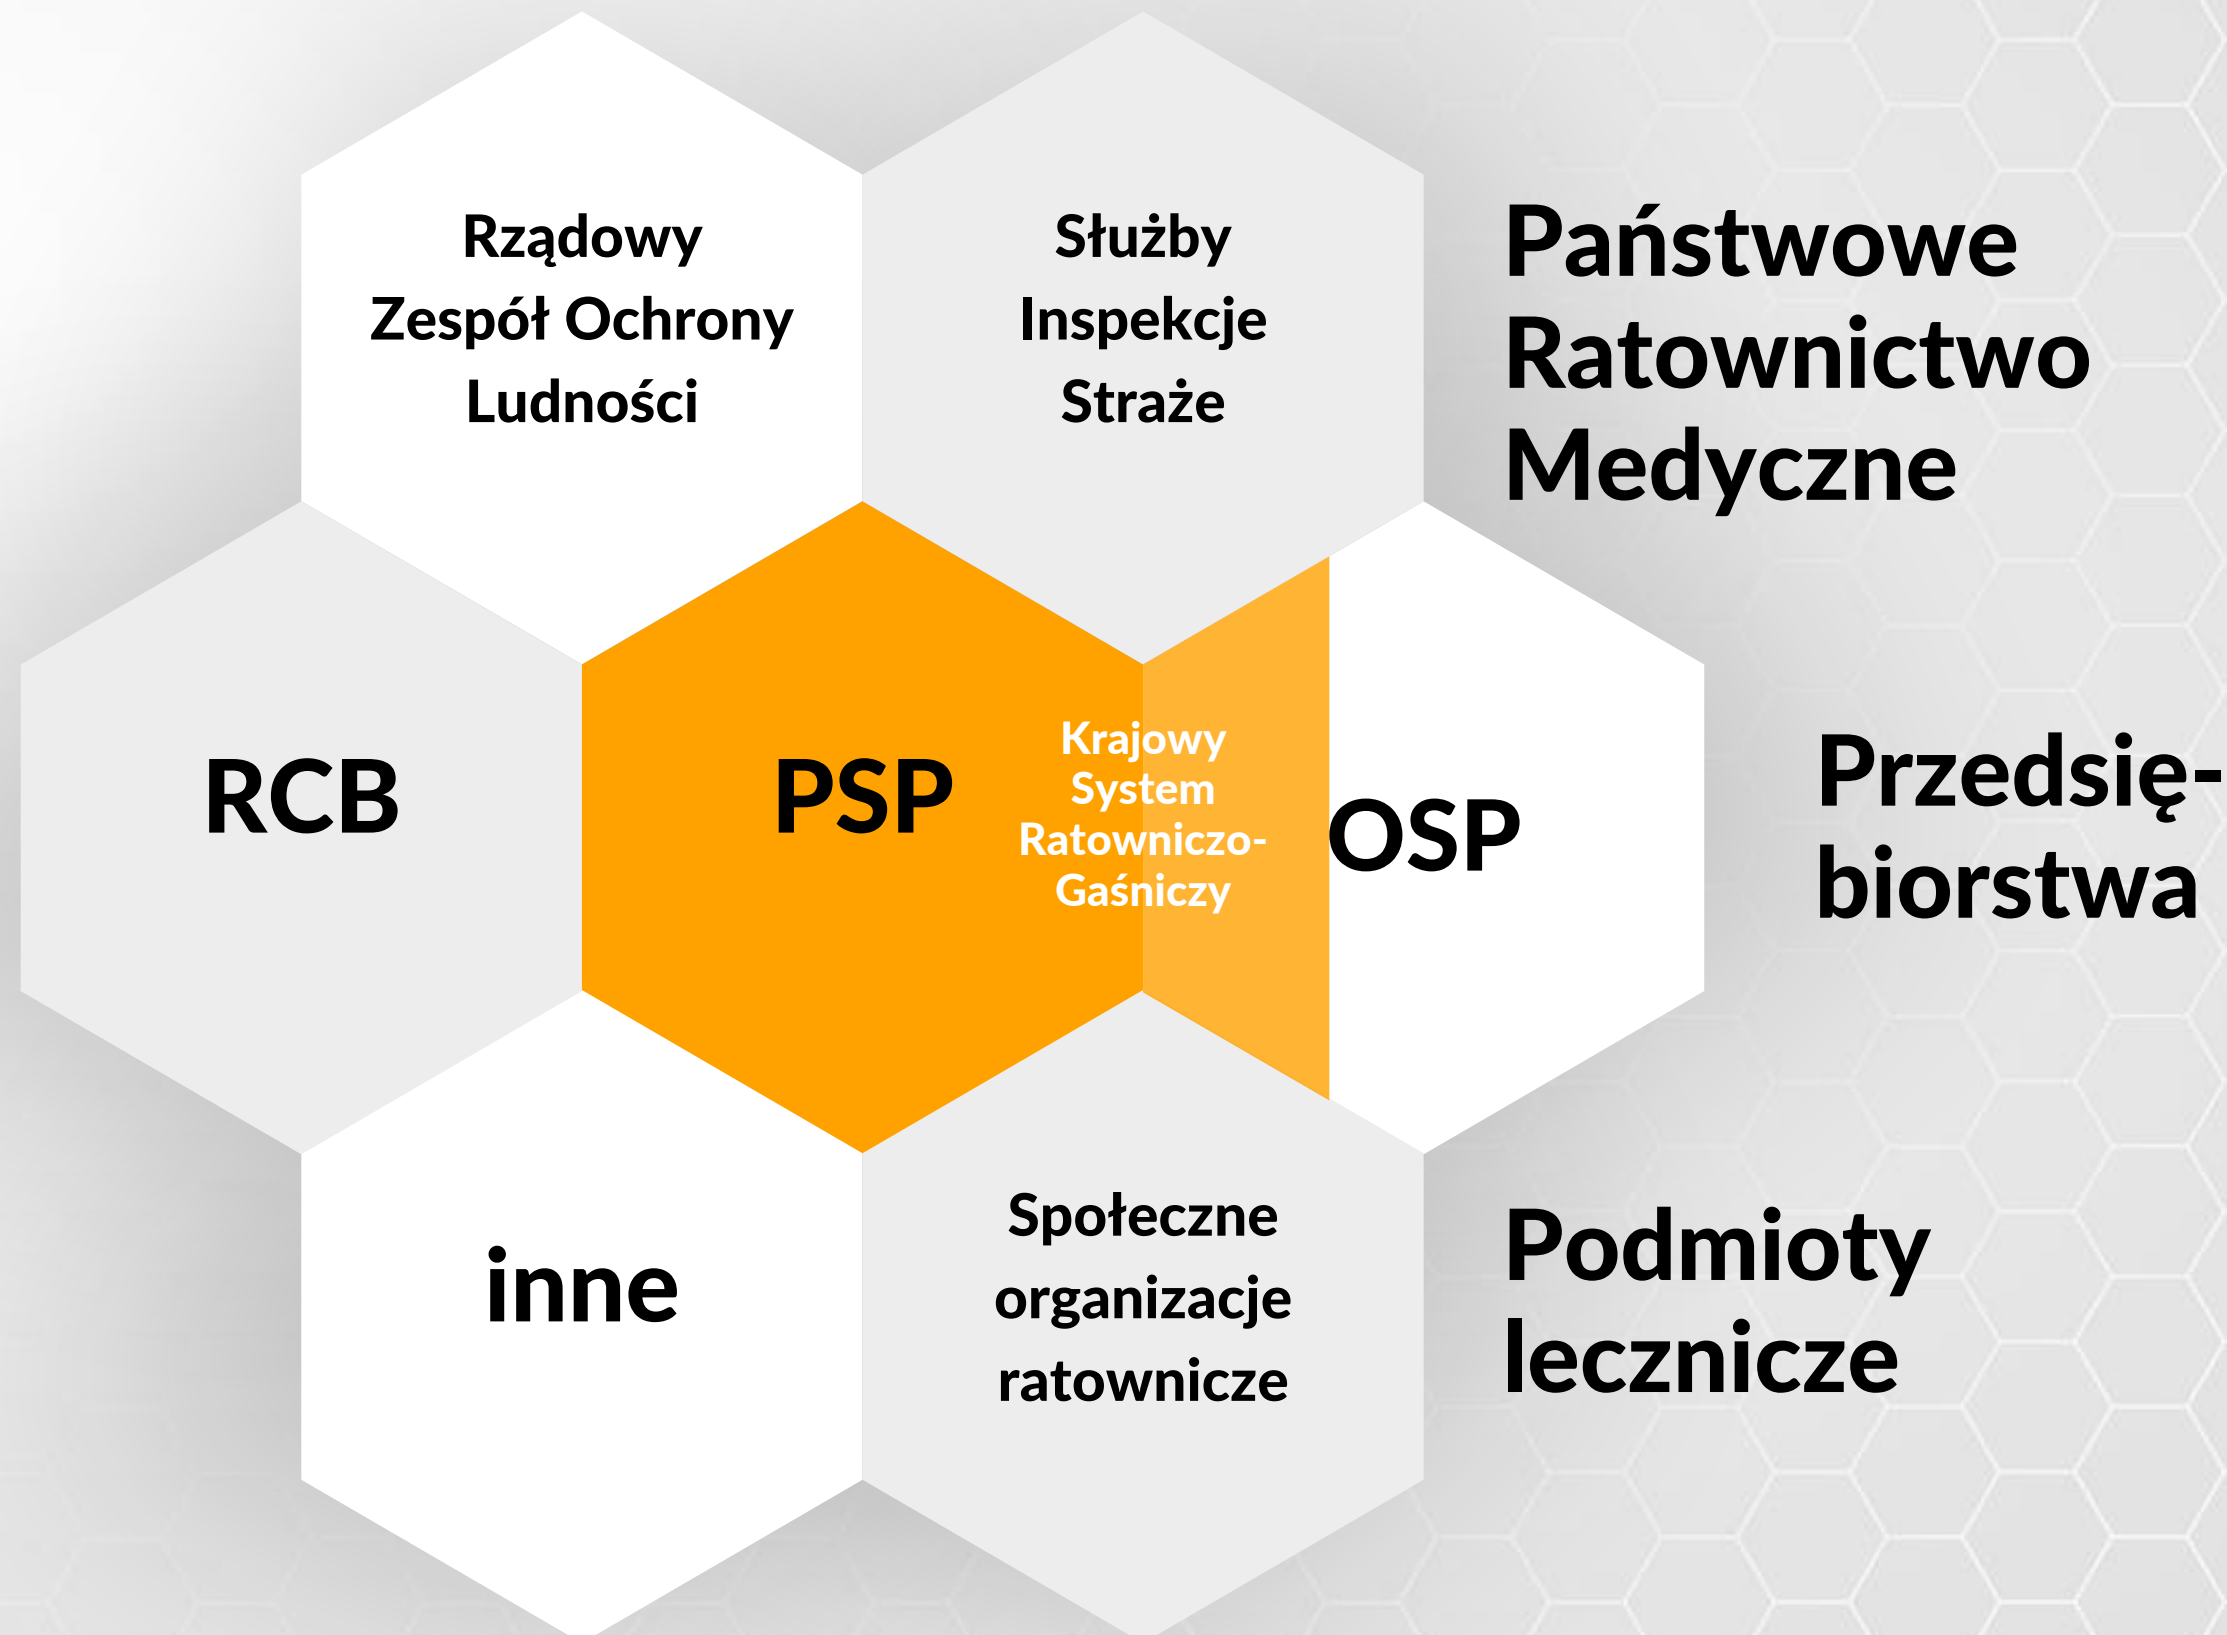 Rządowy
Zespół Ochrony
Ludności
Służby
Inspekcje
Straże
Państwowe
Ratownictwo
Medyczne
RCB
PSP
Krajowy
System
Ratowniczo-
Gaśniczy
OSP
Przedsię-
biorstwa
inne
Społeczne
organizacje
ratownicze
Podmioty
lecznicze